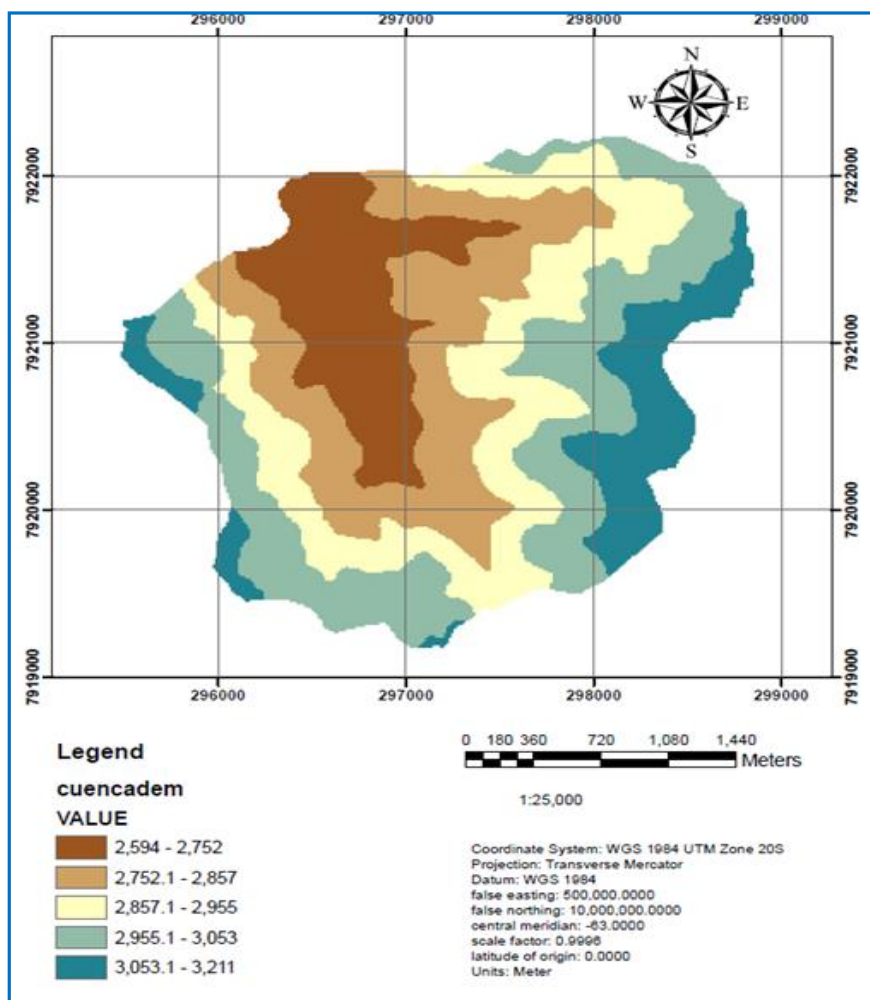 296000 297000 298000 299000
N
W E
S
7922000 7922000
7921000 7921000
7920000 7920000
7919000 7919000
296000 297000 298000 299000
Legend
cuencadem
VALUE
2,594 - 2,752
2,752.1 - 2,857
2,857.1 - 2,955
2,955.1 - 3,053
3,053.1 - 3,211
0 180 360 720 1,080 1,440
Meters
1:25,000
Coordinate System: WGS 1984 UTM Zone 20S
Projection: Transverse Mercator
Datum: WGS 1984
false easting: 500,000.0000
false northing: 10,000,000.0000
central meridian: -63.0000
scale factor: 0.9996
latitude of origin: 0.0000
Units: Meter